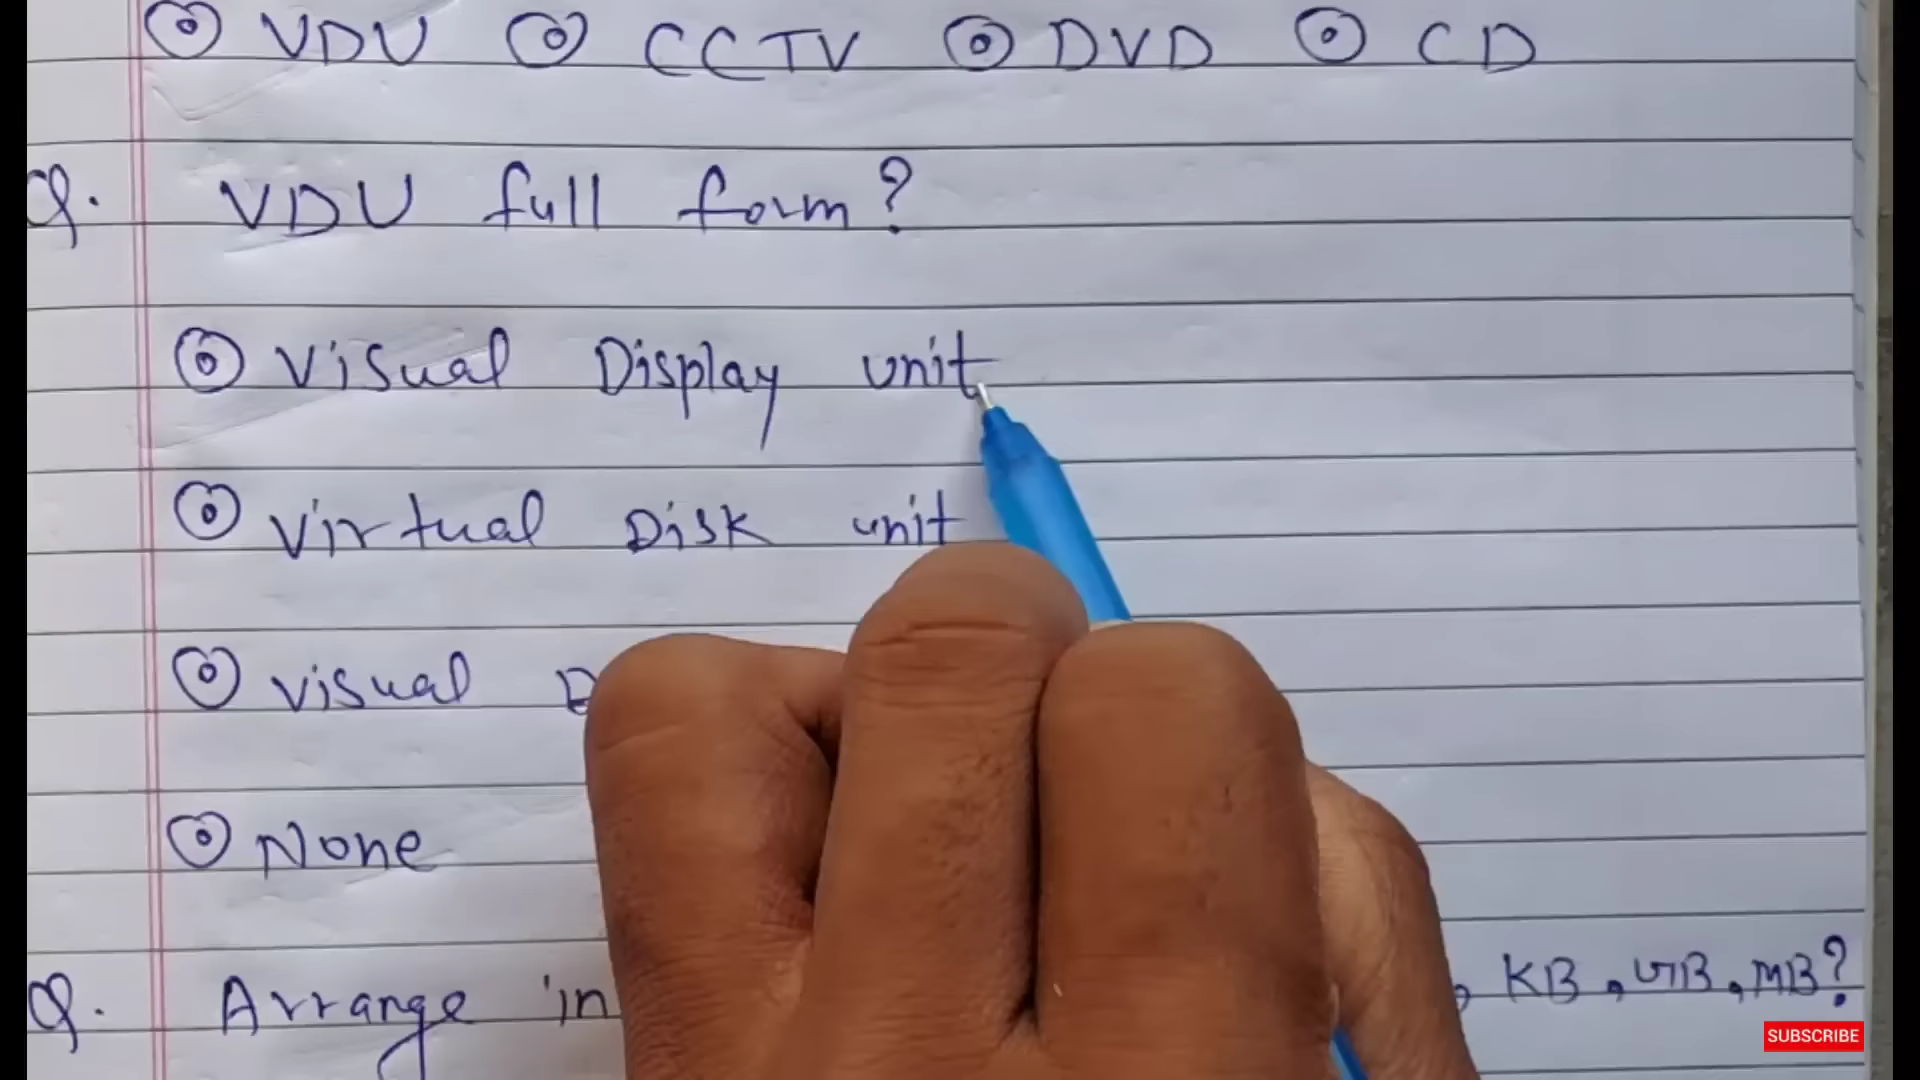 VDU CCTV DVD CD
Q. VDU full form?
Visual Display unit
Virtual Disk unit
Visual
None
Q. Arrange in , KB, GB, MB?
SUBSCRIBE